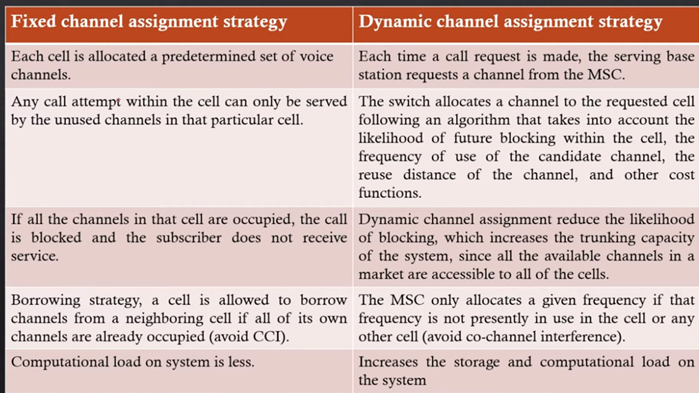 Fixed channel assignment strategy
Dynamic channel assignment strategy
Each cell is allocated a predetermined set of voice
channels.
Each time a call request is made, the serving base
station requests a channel from the MSC.
Any call attempt within the cell can only be served
by the unused channels in that particular cell.
The switch allocates a channel to the requested cell
following an algorithm that takes into account the
likelihood of future blocking within the cell, the
frequency of use of the candidate channel, the
reuse distance of the channel, and other cost
functions.
If all the channels in that cell are occupied, the call
is blocked and the subscriber does not receive
service.
Dynamic channel assignment reduce the likelihood
of blocking, which increases the trunking capacity
of the system, since all the available channels in a
market are accessible to all of the cells.
Borrowing strategy, a cell is allowed to borrow
channels from a neighboring cell if all of its own
channels are already occupied (avoid CCI).
The MSC only allocates a given frequency if that
frequency is not presently in use in the cell or any
other cell (avoid co-channel interference).
Computational load on system is less.
Increases the storage and computational load on
the system